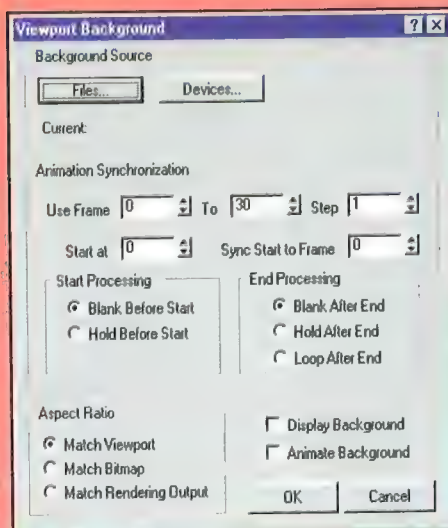 Viewport Background
Background Source
Files... Devices...
Current:
Animation Synchronization
Use Frame 0 To 30 Step 1
Start at 0 Sync Start to Frame 0
Start Processing End Processing
Blank Before Start Blank After End
Hold Before Start Hold After End
Loop After End
Aspect Ratio
Display Background
Match Viewport
Animate Background
Match Bitmap
Match Rendering Output
OK Cancel